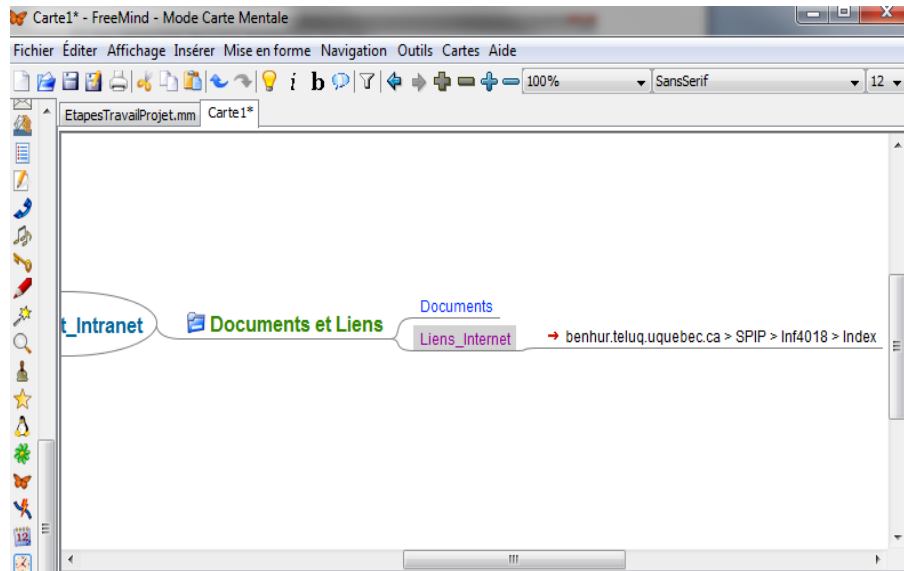 Carte1* - FreeMind - Mode Carte Mentale
Fichier Éditer Affichage Insérer Mise en forme Navigation Outils Cartes Aide
i b 100% SansSerif 12
EtapesTravailProjet.mm Carte1*
Documents
t_Intranet Documents et Liens
Liens_Internet benhur.teluq.uquebec.ca > SPIP > Inf4018 > Index
12